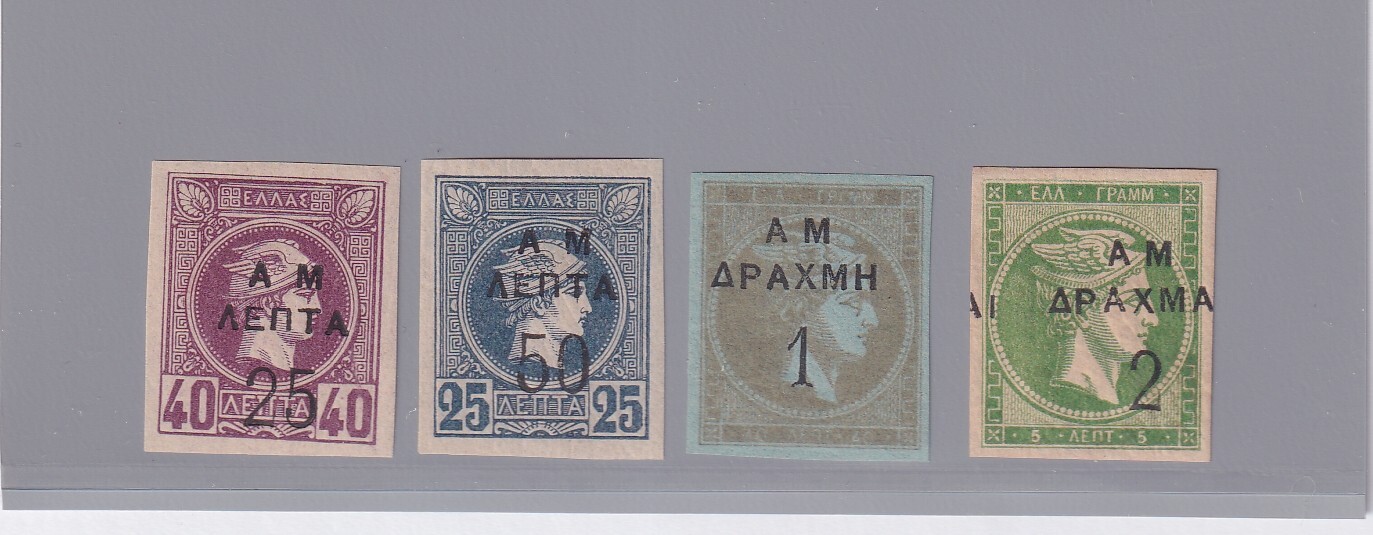 ΕΛΛΑΣ
Α Μ
ΛΕΠΤΑ
25
40 ΛΕΠΤΑ 40
ΕΛΛΑΣ
Α Μ
ΛΕΠΤΑ
50
25 ΛΕΠΤΑ 25
Α Μ
ΔΡΑΧΜΗ
1
ΕΛΛ ΓΡΑΜΜ
Α Μ
ΑΙ ΔΡΑΧΜΑ
2
5 ΛΕΠΤ 5